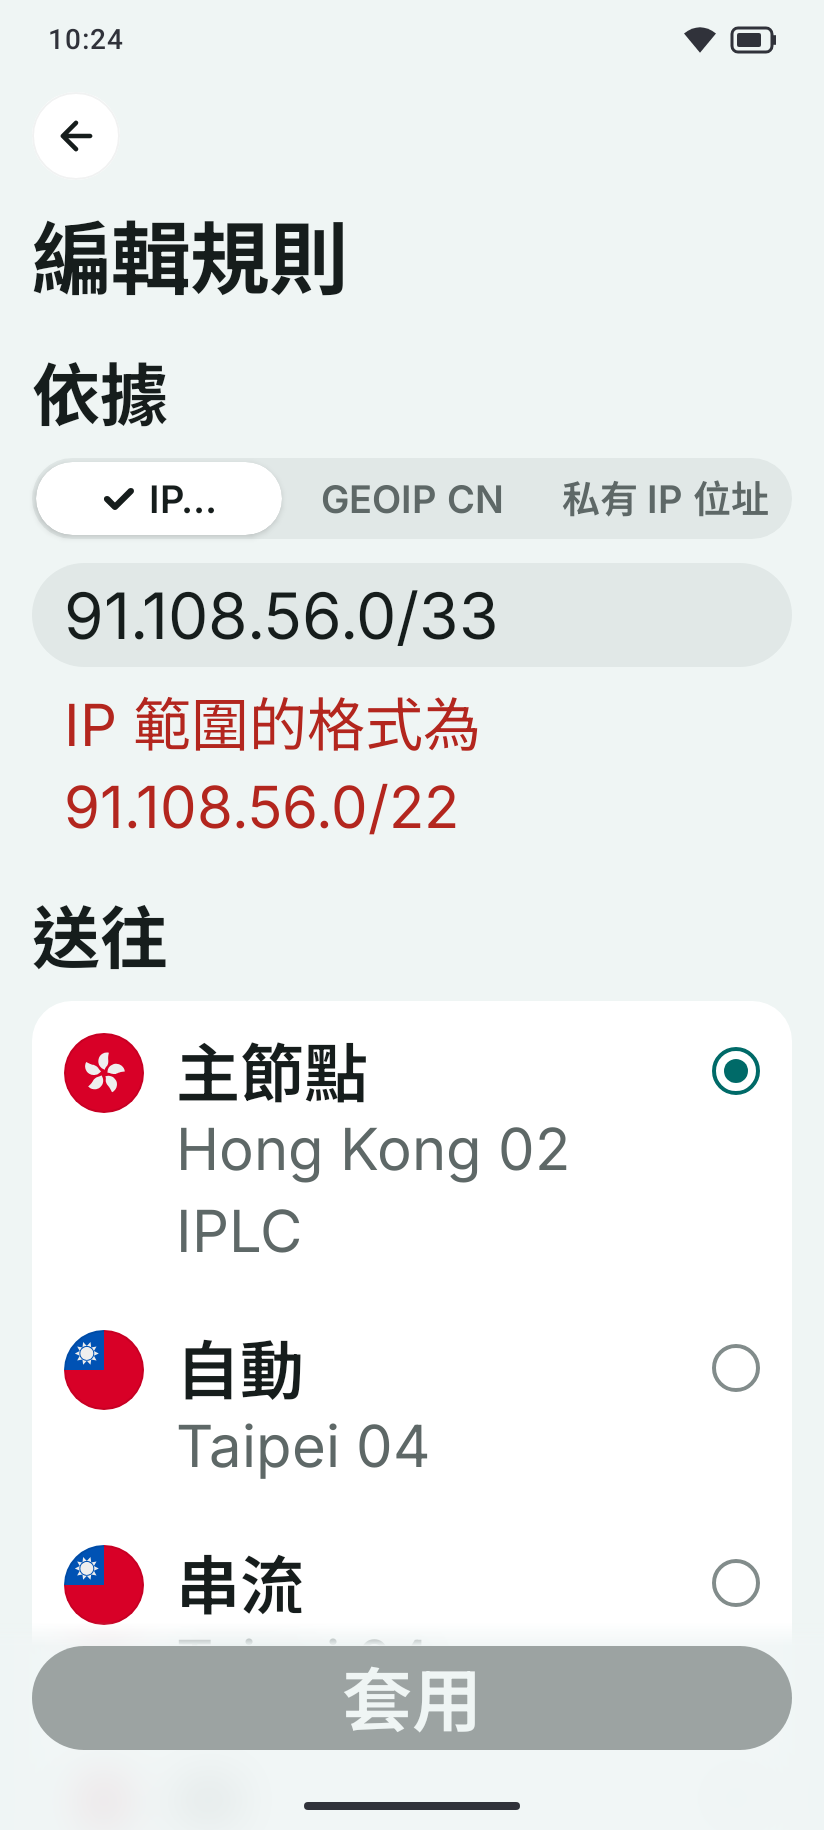 10:24
編輯規則
依據
IP...
GEOIP CN
私有 IP 位址
91.108.56.0/33
IP 範圍的格式為
91.108.56.0/22
送往
主節點
Hong Kong 02
IPLC
自動
Taipei 04
串流
套用